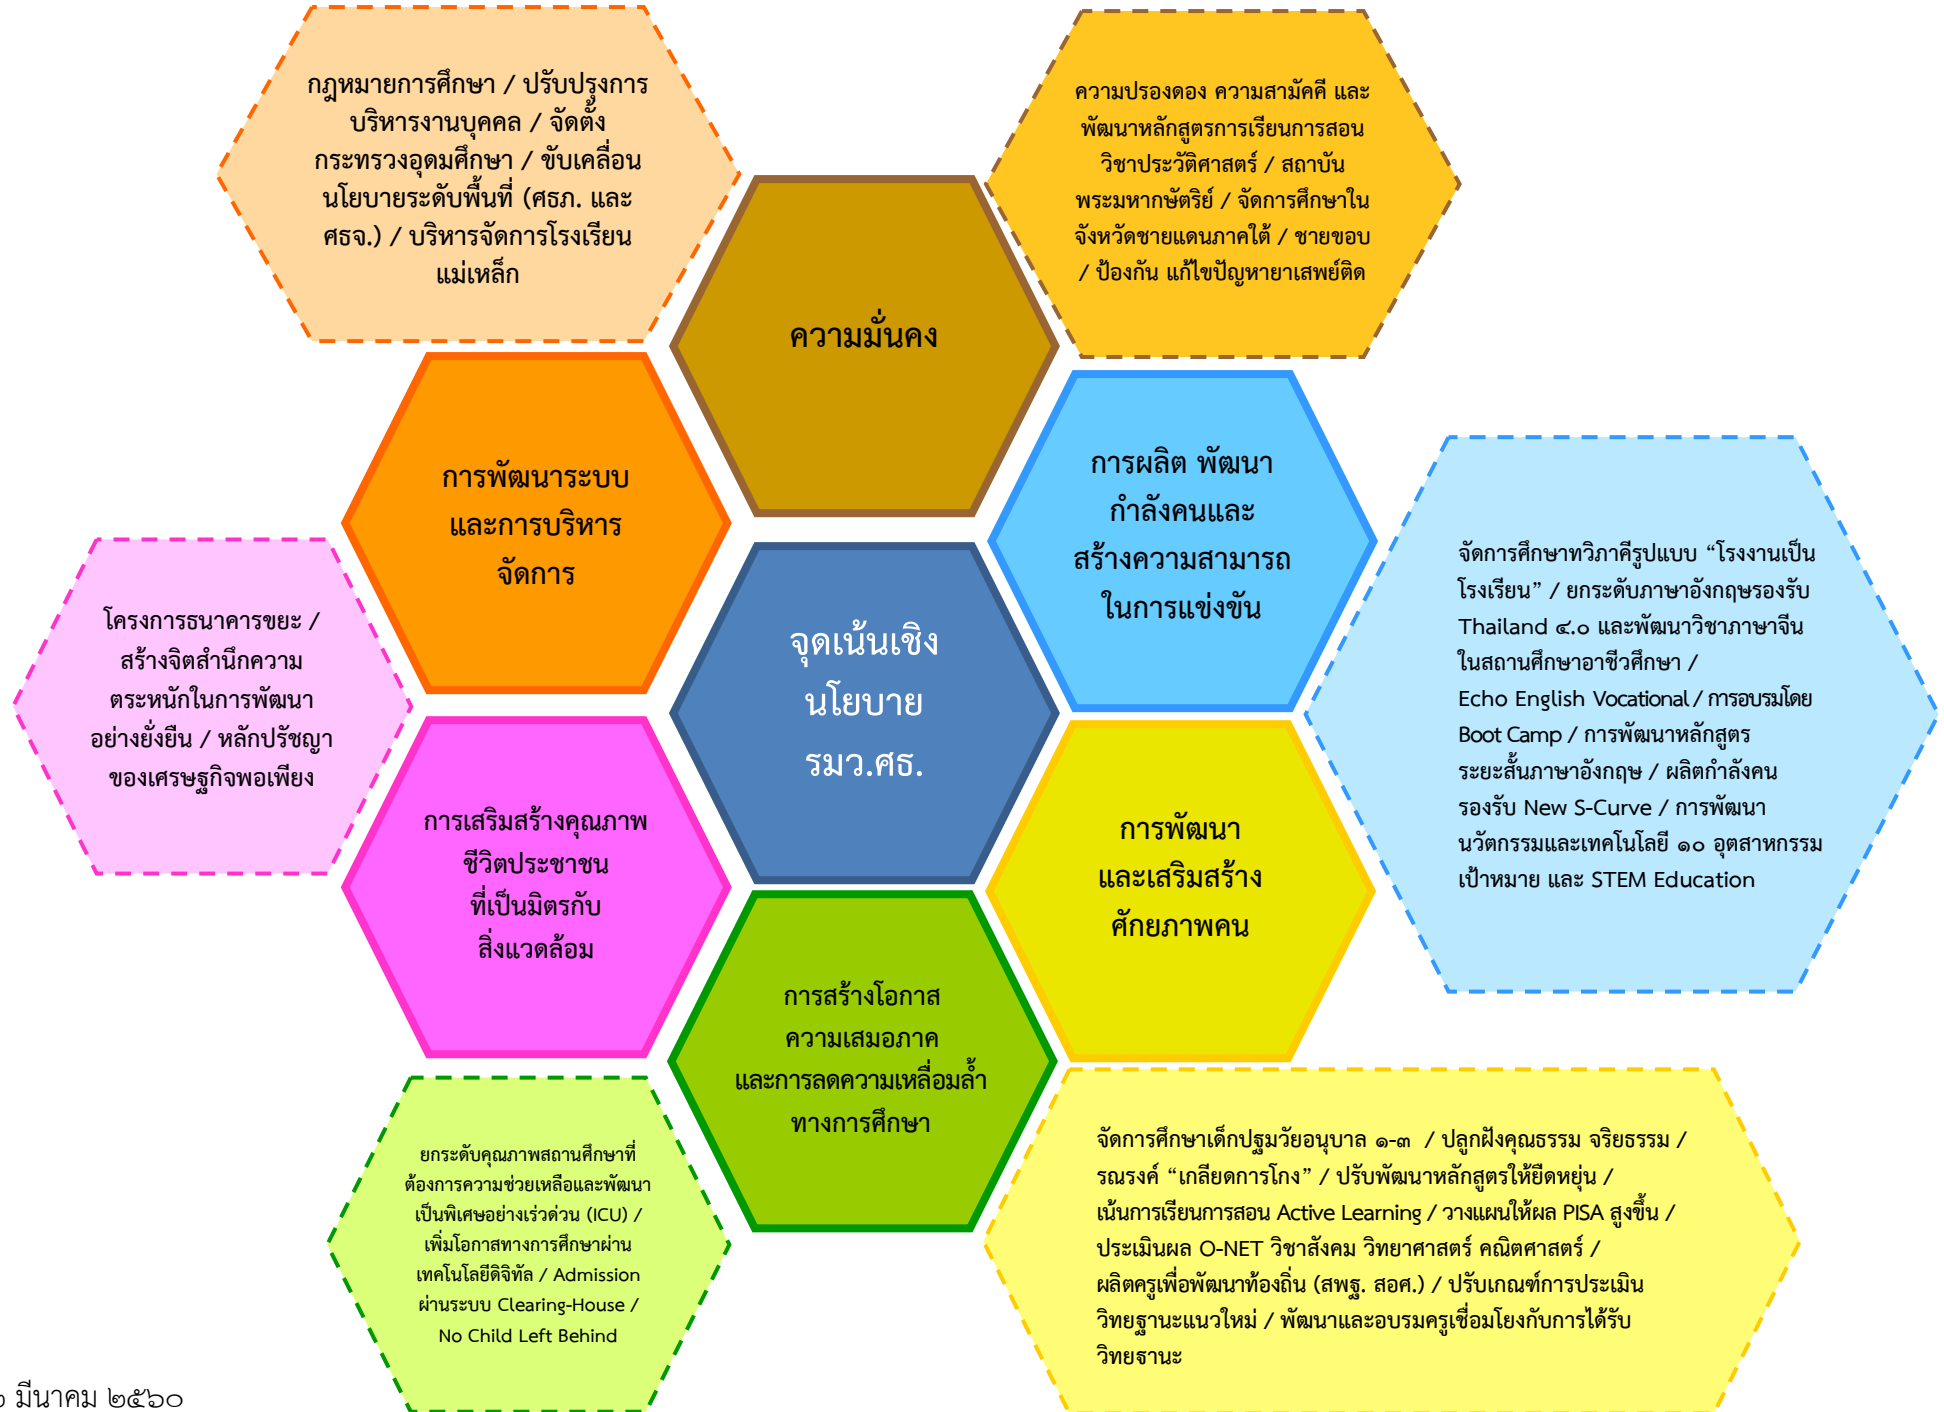 กฎหมายการศึกษา / ปรับปรุงการ
บริหารงานบุคคล / จัดตั้ง
กระทรวงอุดมศึกษา / ขับเคลื่อน
นโยบายระดับพื้นที่ (ศธภ. และ
ศธจ.) / บริหารจัดการโรงเรียน
แม่เหล็ก
ความปรองดอง ความสามัคคี และ
พัฒนาหลักสูตรการเรียนการสอน
วิชาประวัติศาสตร์ / สถาบัน
พระมหากษัตริย์ / จัดการศึกษาใน
จังหวัดชายแดนภาคใต้ / ชายขอบ
/ ป้องกัน แก้ไขปัญหายาเสพย์ติด
ความมั่นคง
การพัฒนาระบบ
และการบริหาร
จัดการ
การผลิต พัฒนา
กำลังคนและ
สร้างความสามารถ
ในการแข่งขัน
จัดการศึกษาทวิภาคีรูปแบบ “โรงงานเป็น
โรงเรียน” / ยกระดับภาษาอังกฤษรองรับ
Thailand ๔.๐ และพัฒนาวิชาภาษาจีน
ในสถานศึกษาอาชีวศึกษา /
Echo English Vocational / การอบรมโดย
Boot Camp / การพัฒนาหลักสูตร
ระยะสั้นภาษาอังกฤษ / ผลิตกำลังคน
รองรับ New S-Curve / การพัฒนา
นวัตกรรมและเทคโนโลยี ๑๐ อุตสาหกรรม
เป้าหมาย และ STEM Education
โครงการธนาคารขยะ /
สร้างจิตสำนึกความ
ตระหนักในการพัฒนา
อย่างยั่งยืน / หลักปรัชญา
ของเศรษฐกิจพอเพียง
จุดเน้นเชิง
นโยบาย
รมว.ศธ.
การเสริมสร้างคุณภาพ
ชีวิตประชาชน
ที่เป็นมิตรกับ
สิ่งแวดล้อม
การพัฒนา
และเสริมสร้าง
ศักยภาพคน
การสร้างโอกาส
ความเสมอภาค
และการลดความเหลื่อมล้ำ
ทางการศึกษา
ยกระดับคุณภาพสถานศึกษาที่
ต้องการความช่วยเหลือและพัฒนา
เป็นพิเศษอย่างเร่วด่วน (ICU) /
เพิ่มโอกาสทางการศึกษาผ่าน
เทคโนโลยีดิจิทัล / Admission
ผ่านระบบ Clearing-House /
No Child Left Behind
จัดการศึกษาเด็กปฐมวัยอนุบาล ๑-๓ / ปลูกฝังคุณธรรม จริยธรรม /
รณรงค์ “เกลียดการโกง” / ปรับพัฒนาหลักสูตรให้ยืดหยุ่น /
เน้นการเรียนการสอน Active Learning / วางแผนให้ผล PISA สูงขึ้น /
ประเมินผล O-NET วิชาสังคม วิทยาศาสตร์ คณิตศาสตร์ /
ผลิตครูเพื่อพัฒนาท้องถิ่น (สพฐ. สอศ.) / ปรับเกณฑ์การประเมิน
วิทยฐานะแนวใหม่ / พัฒนาและอบรมครูเชื่อมโยงกับการได้รับ
วิทยฐานะ
มีนาคม ๒๕๖๐